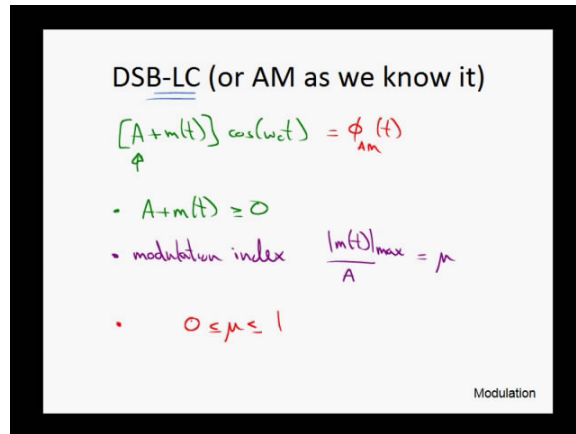 DSB-LC (or AM as we know it)
[A+m(t)] cos(ωct) = ϕAM(t)
• A+m(t) ≥ 0
• modulation index |m(t)|max / A = μ
• 0 ≤ μ ≤ 1
Modulation